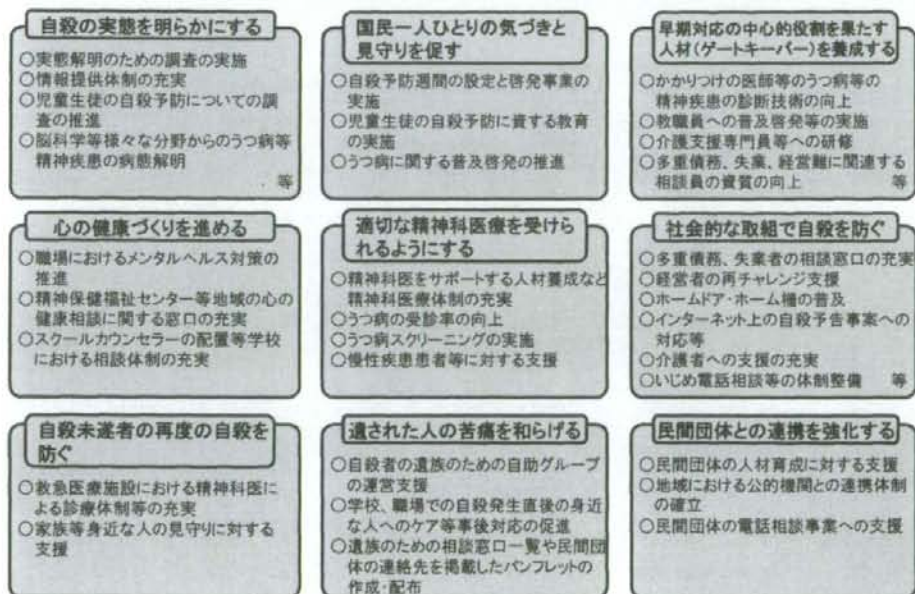 自殺の実態を明らかにする
○実態解明のための調査の実施
○情報提供体制の充実
○児童生徒の自殺予防についての調
査の推進
○脳科学等様々な分野からのうつ病等
精神疾患の病態解明
等
国民一人ひとりの気づきと
見守りを促す
○自殺予防週間の設定と啓発事業の
実施
○児童生徒の自殺予防に資する教育
の実施
○うつ病に関する普及啓発の推進
早期対応の中心的役割を果たす
人材(ゲートキーパー)を養成する
○かかりつけの医師等のうつ病等の
精神疾患の診断技術の向上
○教職員への普及啓発等の実施
○介護支援専門員等への研修
○多重債務、失業、経営難に関連する
相談員の資質の向上 等
心の健康づくりを進める
○職場におけるメンタルヘルス対策の
推進
○精神保健福祉センター等地域の心の
健康相談に関する窓口の充実
○スクールカウンセラーの配置等学校
における相談体制の充実
適切な精神科医療を受けら
れるようにする
○精神科医をサポートする人材養成など
精神科医療体制の充実
○うつ病の受診率の向上
○うつ病スクリーニングの実施
○慢性疾患患者等に対する支援
社会的な取組で自殺を防ぐ
○多重債務、失業者の相談窓口の充実
○経営者の再チャレンジ支援
○ホームドア・ホーム柵の普及
○インターネット上の自殺予告事案への
対応等
○介護者への支援の充実
○いじめ電話相談等の体制整備 等
自殺未遂者の再度の自殺を
防ぐ
○救急医療施設における精神科医に
よる診療体制等の充実
○家族等身近な人の見守りに対する
支援
遺された人の苦痛を和らげる
○自殺者の遺族のための自助グループ
の運営支援
○学校、職場での自殺発生直後の身近
な人へのケア等事後対応の促進
○遺族のための相談窓口一覧や民間団
体の連絡先を掲載したパンフレットの
作成・配布
民間団体との連携を強化する
○民間団体の人材育成に対する支援
○地域における公的機関との連携体制
の確立
○民間団体の電話相談事業への支援